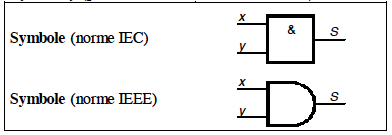 x
Symbole (norme IEC) & S
y
x
Symbole (norme IEEE) S
y